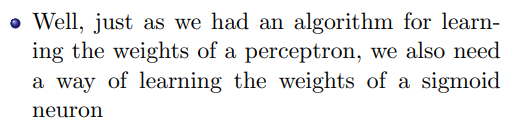 Well, just as we had an algorithm for learn-
ing the weights of a perceptron, we also need
a way of learning the weights of a sigmoid
neuron